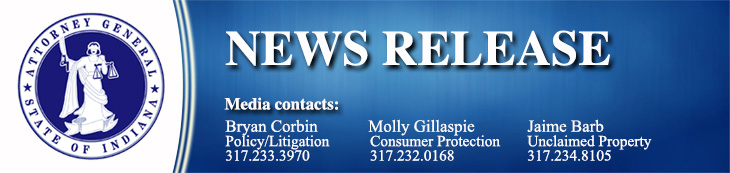 ATTORNEY GENERAL
STATE OF INDIANA
NEWS RELEASE
Media contacts:
Bryan Corbin Molly Gillaspie Jaime Barb
Policy/Litigation Consumer Protection Unclaimed Property
317.233.3970 317.232.0168 317.234.8105